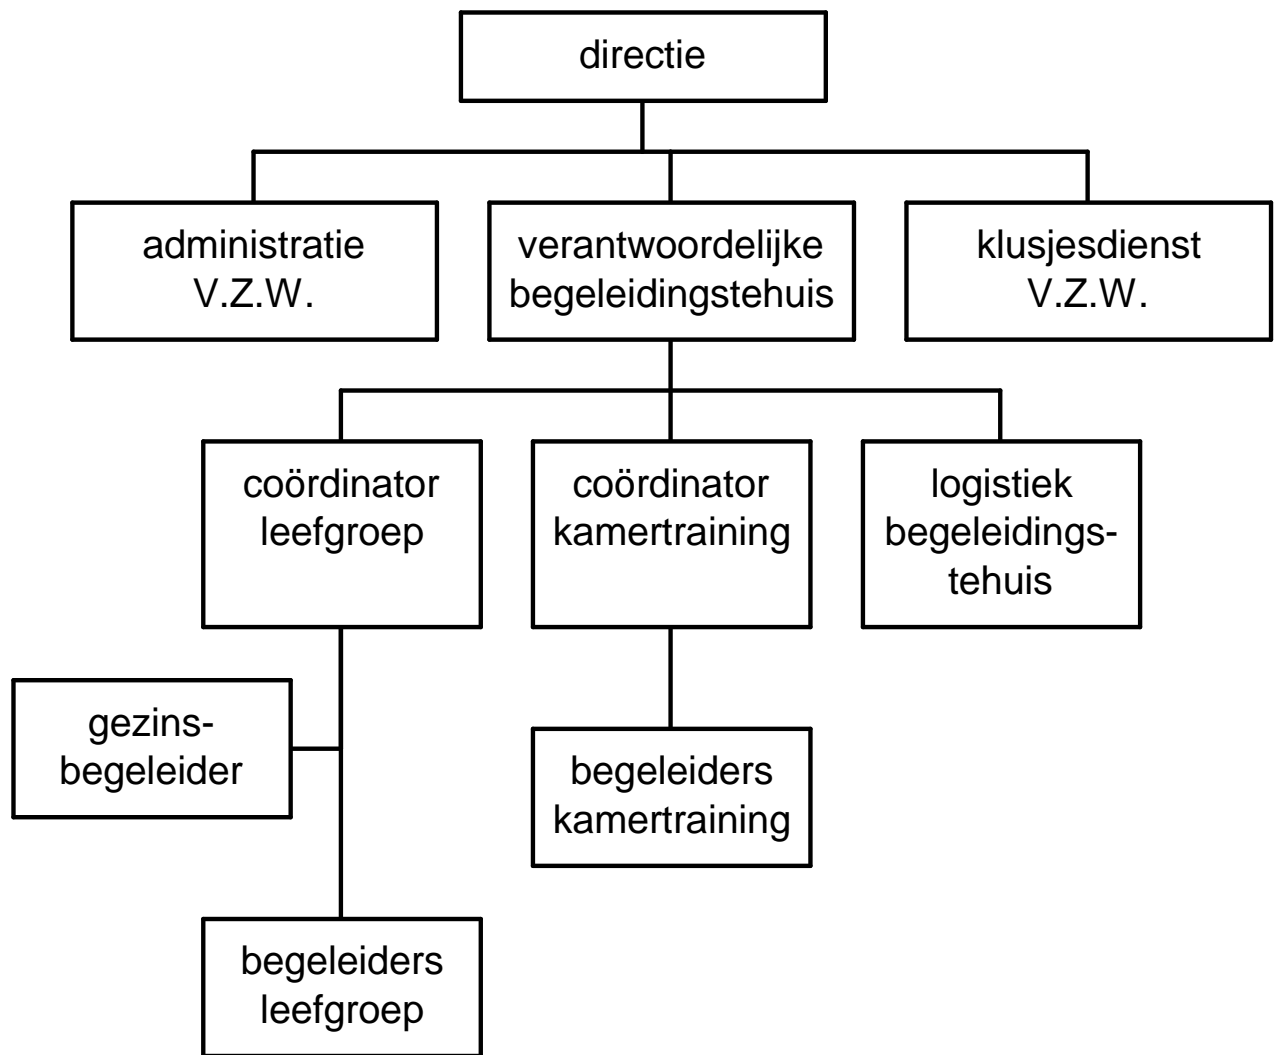 directie
administratie
V.Z.W.
verantwoordelijke
begeleidingstehuis
klusjesdienst
V.Z.W.
coördinator
leefgroep
coördinator
kamertraining
logistiek
begeleidings-
tehuis
gezins-
begeleider
begeleiders
kamertraining
begeleiders
leefgroep